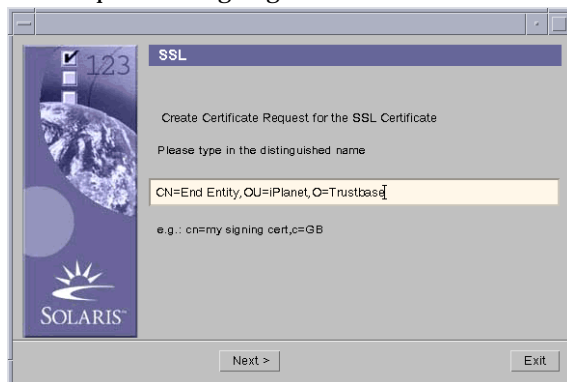 123
SSL
Create Certificate Request for the SSL Certificate
Please type in the distinguished name
CN=End Entity,OU=iPlanet,O=Trustbase
e.g.: cn=my signing cert,c=GB
SOLARIS™
Next >
Exit